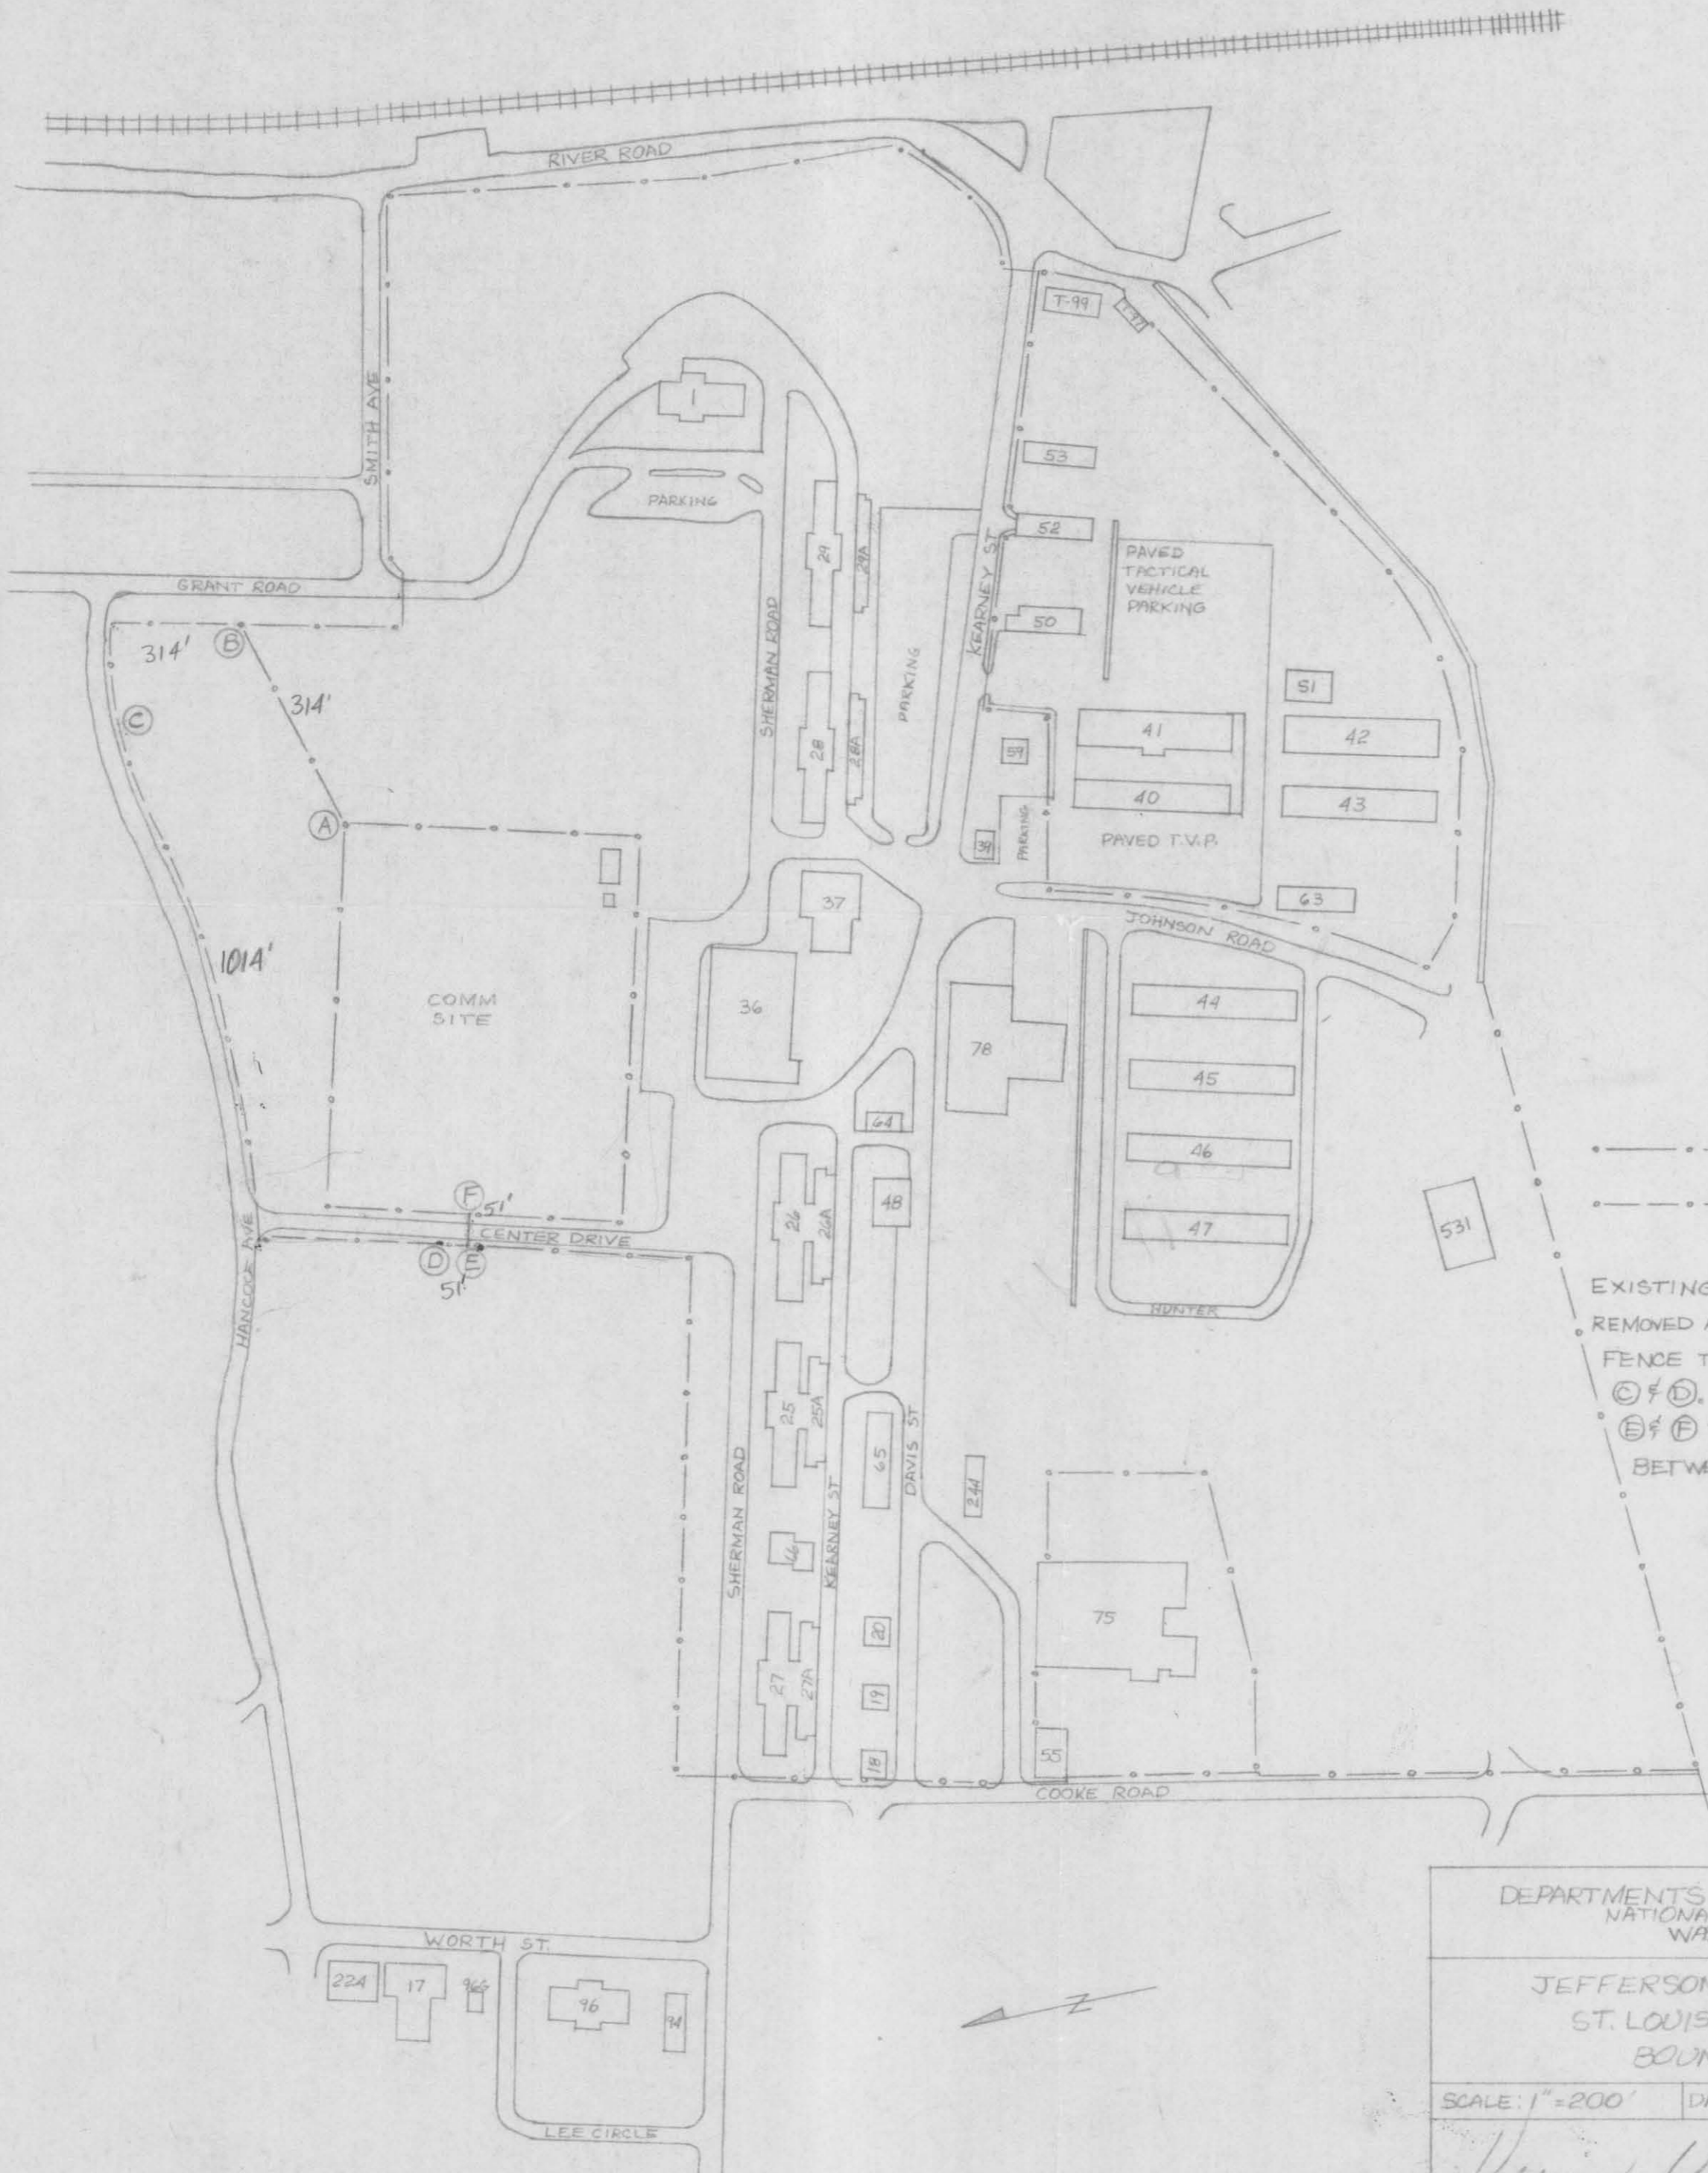 RIVER ROAD
T-99
T-97
SMITH AVE
1
53
PARKING
52
29
29A
KEARNEY ST
PAVED
TACTICAL
VEHICLE
PARKING
GRANT ROAD
SHERMAN ROAD
50
314'
B
PARKING
51
314'
C
28
28A
41
42
59
40
43
A
39
PARKING
PAVED T.V.P.
37
63
JOHNSON ROAD
1014'
COMM
SITE
36
44
78
45
64
46
F
51'
26
26A
48
47
531
HANCOCK AVE
CENTER DRIVE
D
E
51'
HUNTER
EXISTING
REMOVED
FENCE
C & D.
E & F
25
25A
65
DAVIS ST
24A
SHERMAN ROAD
KEARNEY ST
66
75
20
27
27A
19
55
18
COOKE ROAD
DEPARTMENTS
WORTH ST.
22A
17
96G
96
94
N
JEFFERSON
ST. LOUIS
SCALE: 1"=200'
LEE CIRCLE